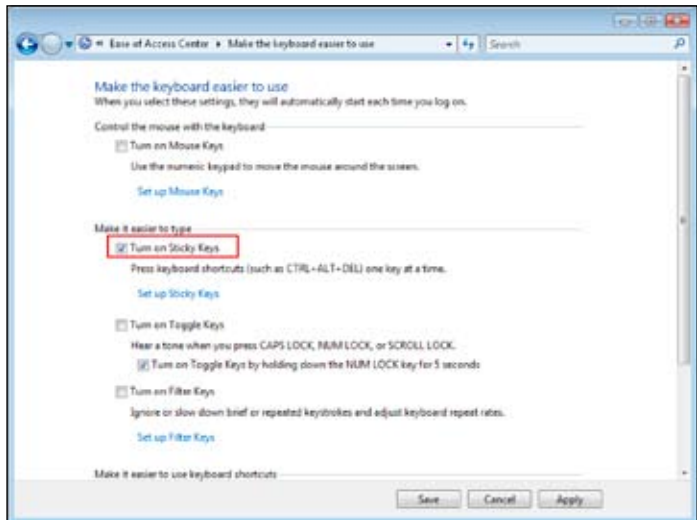 Ease of Access Center ▸ Make the keyboard easier to use
Search
Make the keyboard easier to use
When you select these settings, they will automatically start each time you log on.
Control the mouse with the keyboard
Turn on Mouse Keys
Use the numeric keypad to move the mouse around the screen.
Set up Mouse Keys
Make it easier to type
Turn on Sticky Keys
Press keyboard shortcuts (such as CTRL+ALT+DEL) one key at a time.
Set up Sticky Keys
Turn on Toggle Keys
Hear a tone when you press CAPS LOCK, NUM LOCK, or SCROLL LOCK.
Turn on Toggle Keys by holding down the NUM LOCK key for 5 seconds
Turn on Filter Keys
Ignore or slow down brief or repeated keystrokes and adjust keyboard repeat rates.
Set up Filter Keys
Make it easier to use keyboard shortcuts
Save Cancel Apply